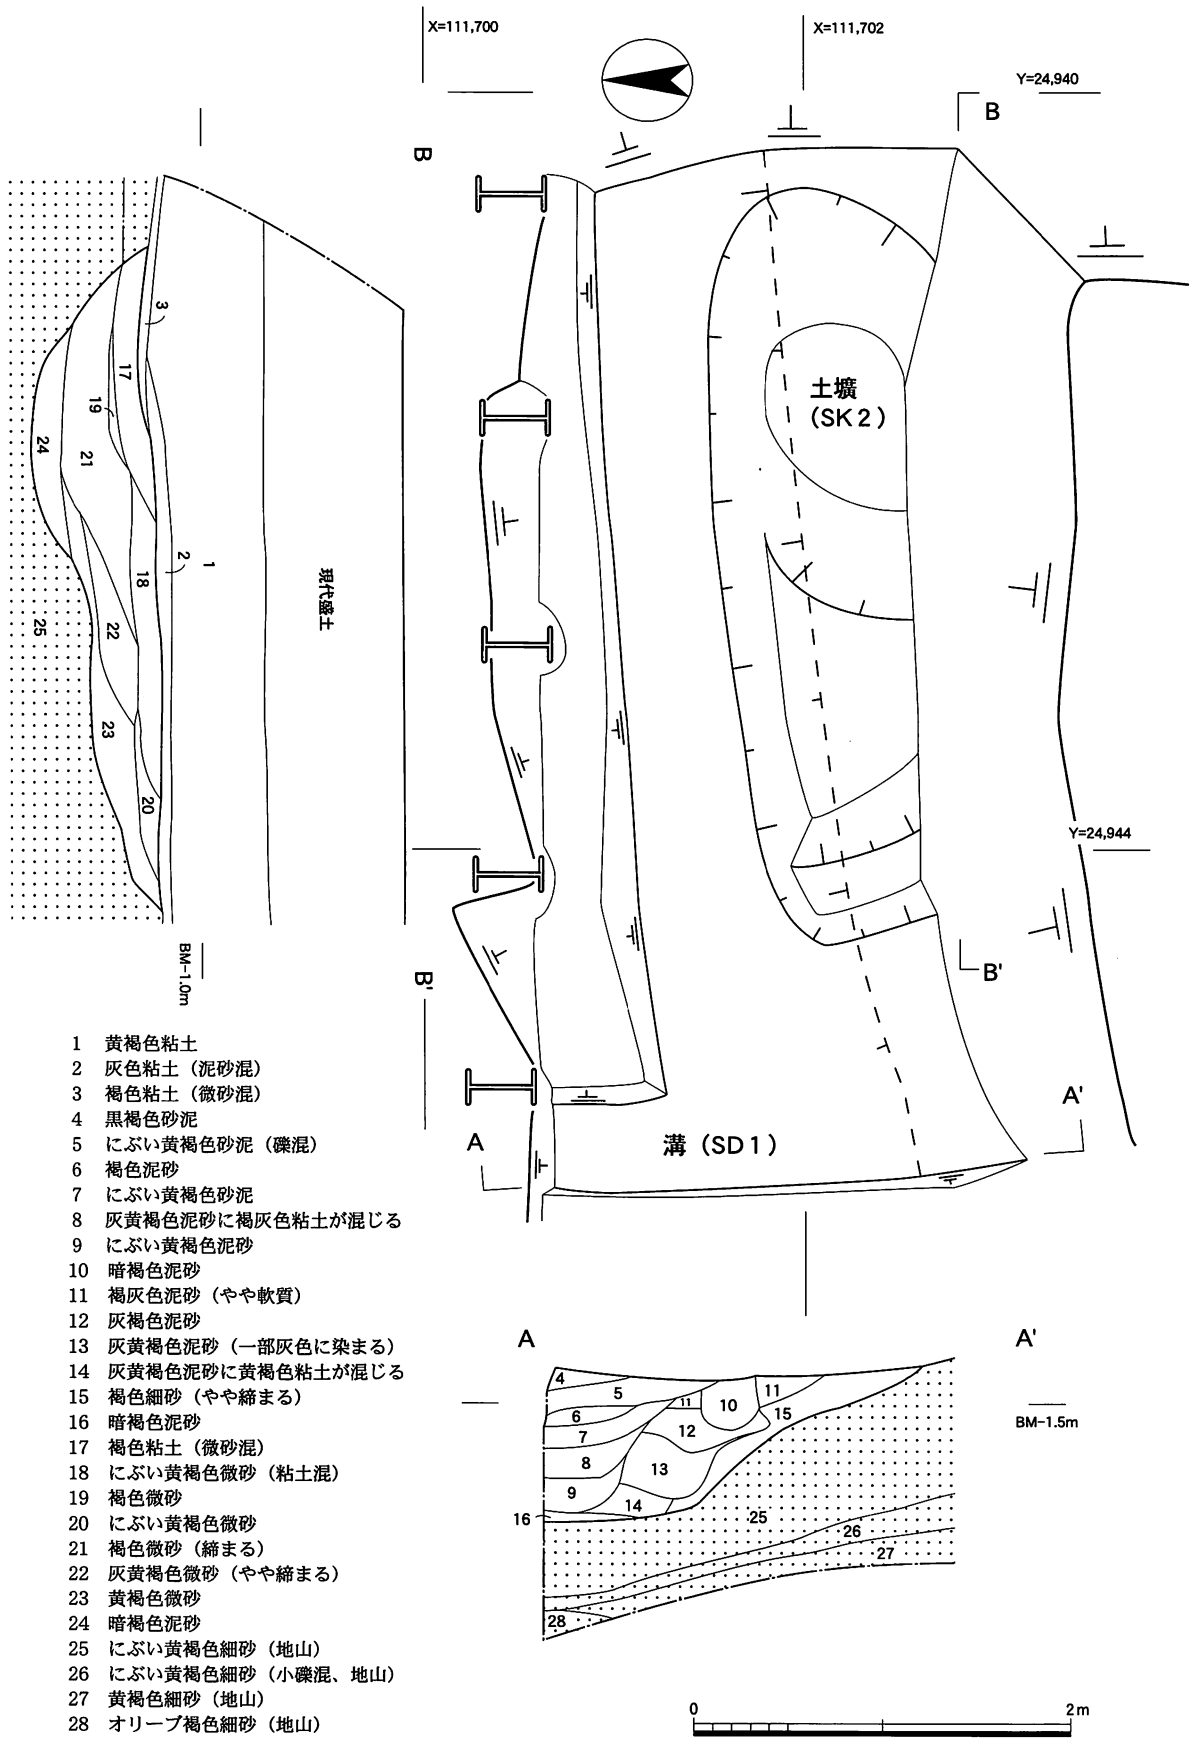 X=111,700
X=111,702
Y=24,940
B
B
土壙
(SK2)
3
17
19
21
24
2
1
18
現代盛土
22
25
23
20
Y=24,944
B'
B'
BM-1.0m
A
A'
溝(SD1)
1 黄褐色粘土
2 灰色粘土(泥砂混)
3 褐色粘土(微砂混)
4 黒褐色砂泥
5 にぶい黄褐色砂泥(礫混)
6 褐色泥砂
7 にぶい黄褐色砂泥
8 灰黄褐色泥砂に褐灰色粘土が混じる
9 にぶい黄褐色泥砂
10 暗褐色泥砂
11 褐灰色泥砂(やや軟質)
12 灰褐色泥砂
13 灰黄褐色泥砂(一部灰色に染まる)
14 灰黄褐色泥砂に黄褐色粘土が混じる
15 褐色細砂(やや締まる)
16 暗褐色泥砂
17 褐色粘土(微砂混)
18 にぶい黄褐色微砂(粘土混)
19 褐色微砂
20 にぶい黄褐色微砂
21 褐色微砂(締まる)
22 灰黄褐色微砂(やや締まる)
23 黄褐色微砂
24 暗褐色泥砂
25 にぶい黄褐色細砂(地山)
26 にぶい黄褐色細砂(小礫混、地山)
27 黄褐色細砂(地山)
28 オリーブ褐色細砂(地山)
A
A'
4
5
11
10
11
6
15
BM-1.5m
7
12
8
13
9
14
16
25
26
27
28
0
2m